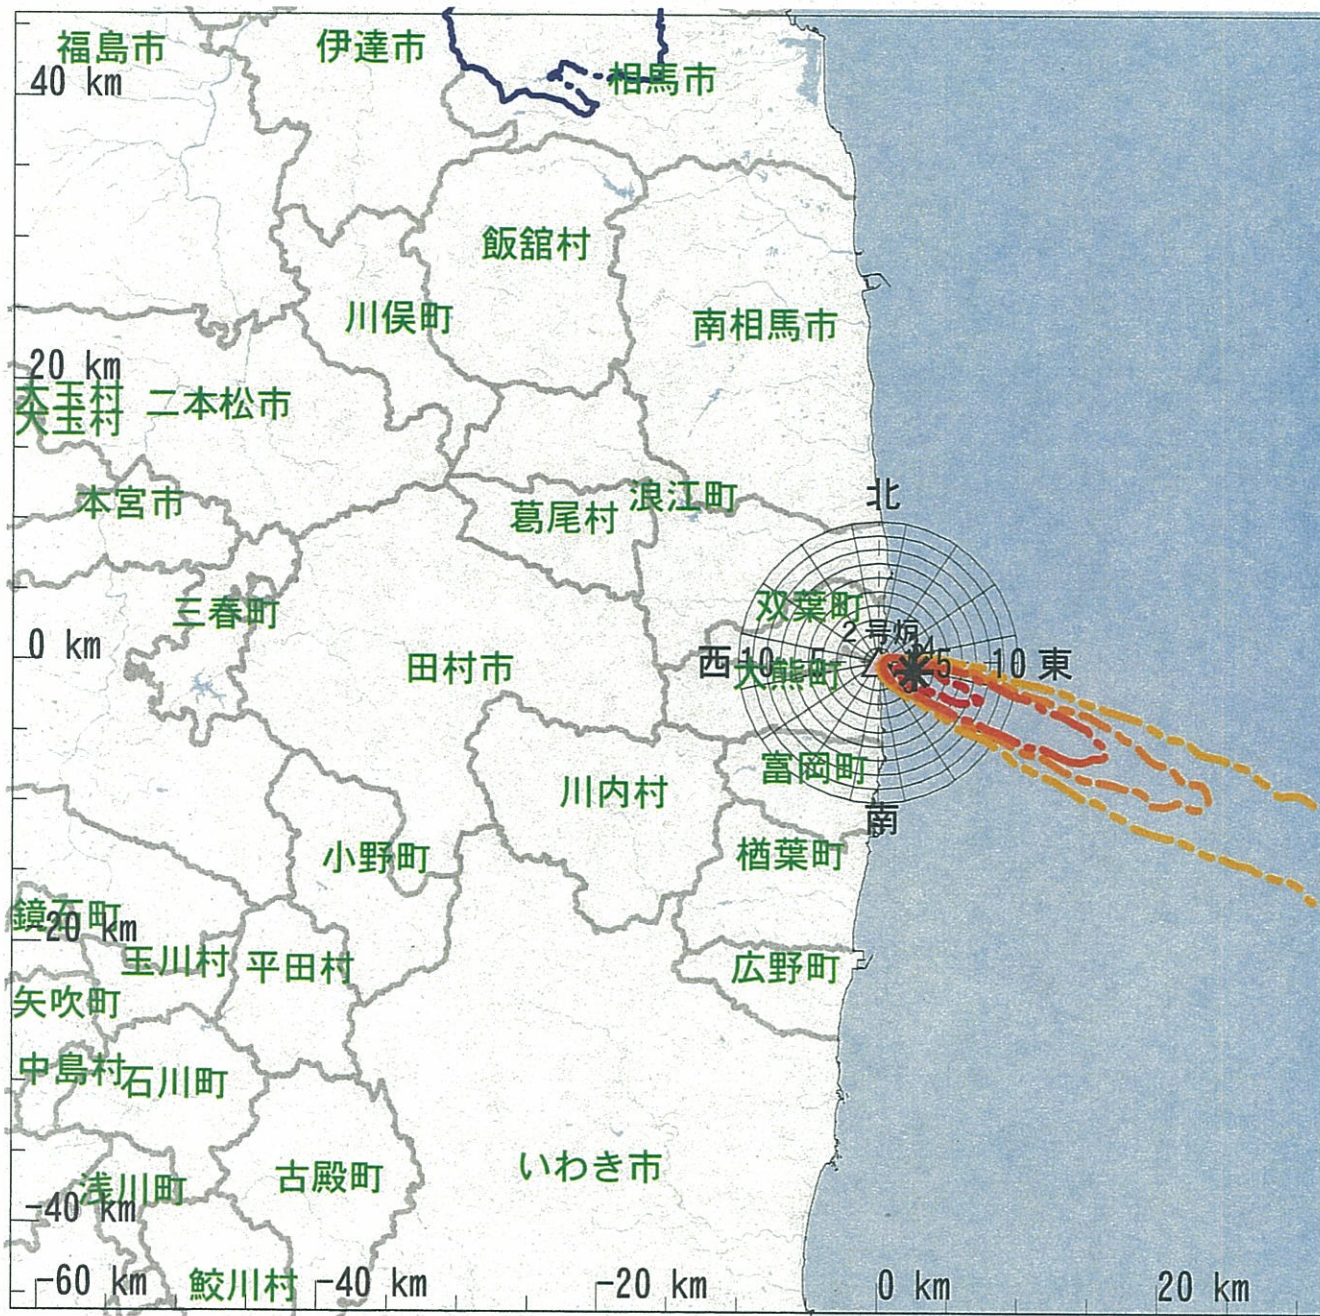 福島市
伊達市
相馬市
40 km
飯舘村
川俣町
南相馬市
20 km
大玉村
大玉村
二本松市
本宮市
葛尾村
浪江町
北
三春町
双葉町
2号炉
0 km
田村市
西
10
5
大熊町
5
10
東
富岡町
川内村
南
小野町
楢葉町
鏡石町
-20 km
玉川村
平田村
広野町
矢吹町
中島村
石川町
いわき市
古殿町
浅川町
-40 km
鮫川村
-60 km
-40 km
-20 km
0 km
20 km